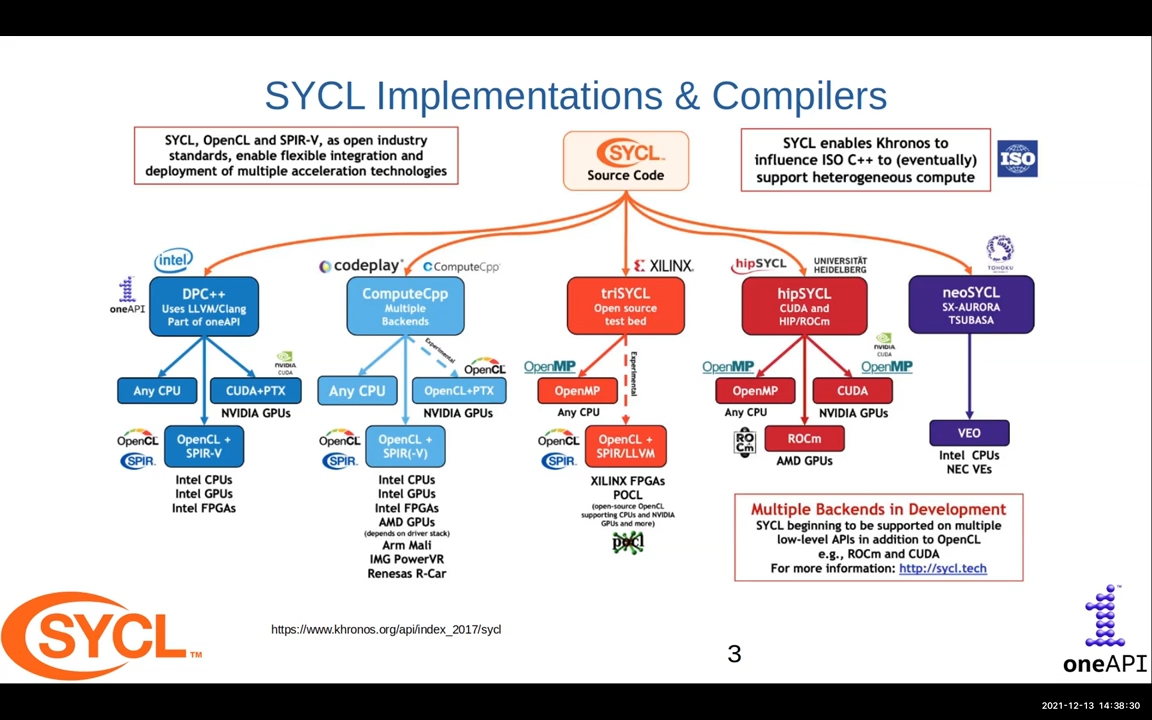 SYCL Implementations & Compilers
SYCL, OpenCL and SPIR-V, as open industry
standards, enable flexible integration and
deployment of multiple acceleration technologies
SYCL™
Source Code
SYCL enables Khronos to
influence ISO C++ to (eventually)
support heterogeneous compute
ISO
intel
oneAPI
DPC++
Uses LLVM/Clang
Part of oneAPI
codeplay
ComputeCpp
ComputeCpp
Multiple
Backends
XILINX
triSYCL
Open source
test bed
hipSYCL
UNIVERSITÄT
HEIDELBERG
hipSYCL
CUDA and
HIP/ROCm
TOHOKU
neoSYCL
SX-AURORA
TSUBASA
Any CPU
NVIDIA
CUDA
CUDA+PTX
NVIDIA GPUs
OpenCL
SPIR
OpenCL +
SPIR-V
Intel CPUs
Intel GPUs
Intel FPGAs
Any CPU
Experimental
OpenCL
OpenCL+PTX
NVIDIA GPUs
OpenCL
SPIR
OpenCL +
SPIR(-V)
Intel CPUs
Intel GPUs
Intel FPGAs
AMD GPUs
(depends on driver stack)
Arm Mali
IMG PowerVR
Renesas R-Car
OpenMP
OpenMP
Any CPU
Experimental
OpenCL
SPIR
OpenCL +
SPIR/LLVM
XILINX FPGAs
POCL
(open-source OpenCL
supporting CPUs and NVIDIA
GPUs and more)
pocl
OpenMP
OpenMP
Any CPU
NVIDIA
CUDA
OpenMP
CUDA
NVIDIA GPUs
ROCm
ROCm
AMD GPUs
VEO
Intel CPUs
NEC VEs
Multiple Backends in Development
SYCL beginning to be supported on multiple
low-level APIs in addition to OpenCL
e.g., ROCm and CUDA
For more information: http://sycl.tech
SYCL™
https://www.khronos.org/api/index_2017/sycl
3
oneAPI
2021-12-13 14:38:30